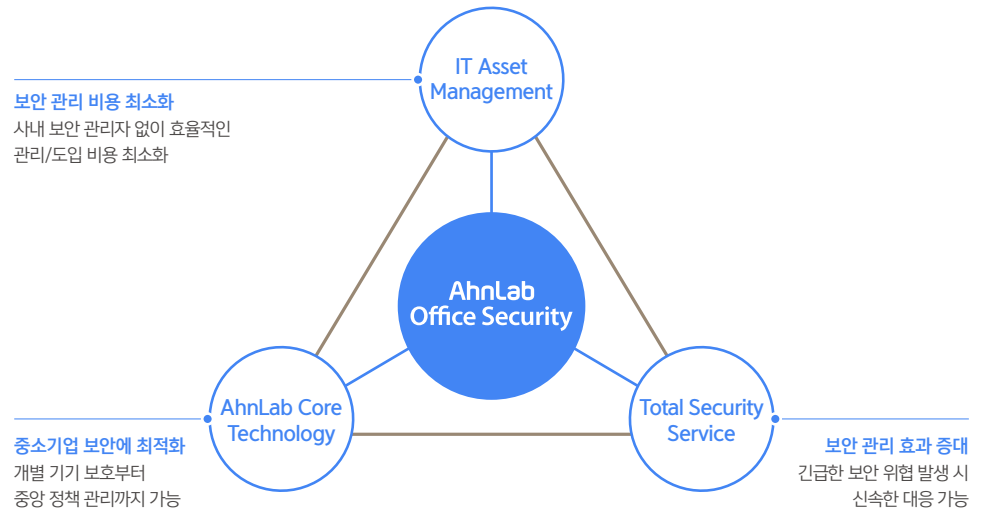 IT Asset
Management
보안 관리 비용 최소화
사내 보안 관리자 없이 효율적인
관리/도입 비용 최소화
AhnLab
Office Security
AhnLab Core
Technology
중소기업 보안에 최적화
개별 기기 보호부터
중앙 정책 관리까지 가능
Total Security
Service
보안 관리 효과 증대
긴급한 보안 위협 발생 시
신속한 대응 가능